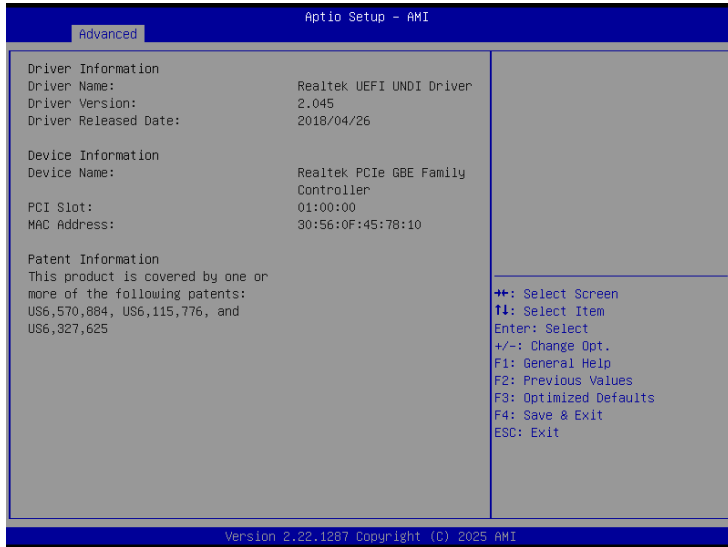 Aptio Setup - AMI
Advanced
Driver Information
Driver Name: Realtek UEFI UNDI Driver
Driver Version: 2.045
Driver Released Date: 2018/04/26
Device Information
Device Name: Realtek PCIe GBE Family
Controller
PCI Slot: 01:00:00
MAC Address: 30:56:0F:45:78:10
Patent Information
This product is covered by one or
more of the following patents:
US6,570,884, US6,115,776, and
US6,327,625
→←: Select Screen
↑↓: Select Item
Enter: Select
+/-: Change Opt.
F1: General Help
F2: Previous Values
F3: Optimized Defaults
F4: Save & Exit
ESC: Exit
Version 2.22.1287 Copyright (C) 2025 AMI